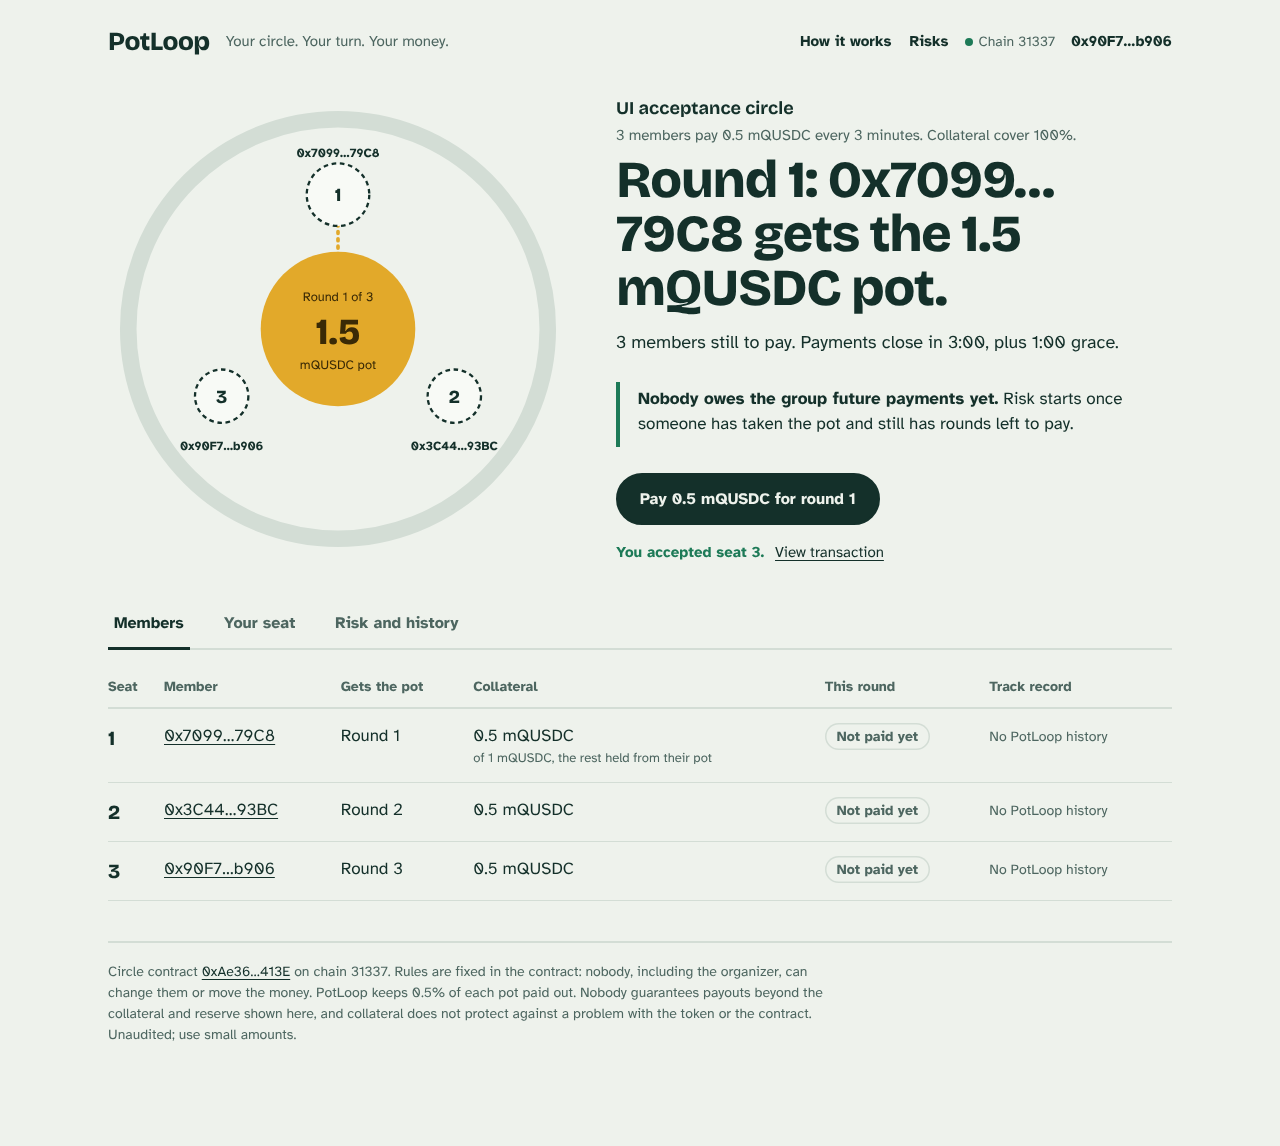 PotLoop
Your circle. Your turn. Your money.
How it works
Risks
Chain 31337
0x90F7…b906
0x7099…79C8
1
Round 1 of 3
1.5
mQUSDC pot
3
2
0x90F7…b906
0x3C44…93BC
UI acceptance circle
3 members pay 0.5 mQUSDC every 3 minutes. Collateral cover 100%.
Round 1: 0x7099…
79C8 gets the 1.5
mQUSDC pot.
3 members still to pay. Payments close in 3:00, plus 1:00 grace.
Nobody owes the group future payments yet. Risk starts once
someone has taken the pot and still has rounds left to pay.
Pay 0.5 mQUSDC for round 1
You accepted seat 3. View transaction
Members
Your seat
Risk and history
Seat Member Gets the pot Collateral This round Track record
1 0x7099…79C8 Round 1 0.5 mQUSDC Not paid yet No PotLoop history
of 1 mQUSDC, the rest held from their pot
2 0x3C44…93BC Round 2 0.5 mQUSDC Not paid yet No PotLoop history
3 0x90F7…b906 Round 3 0.5 mQUSDC Not paid yet No PotLoop history
Circle contract 0xAe36…413E on chain 31337. Rules are fixed in the contract: nobody, including the organizer, can
change them or move the money. PotLoop keeps 0.5% of each pot paid out. Nobody guarantees payouts beyond the
collateral and reserve shown here, and collateral does not protect against a problem with the token or the contract.
Unaudited; use small amounts.